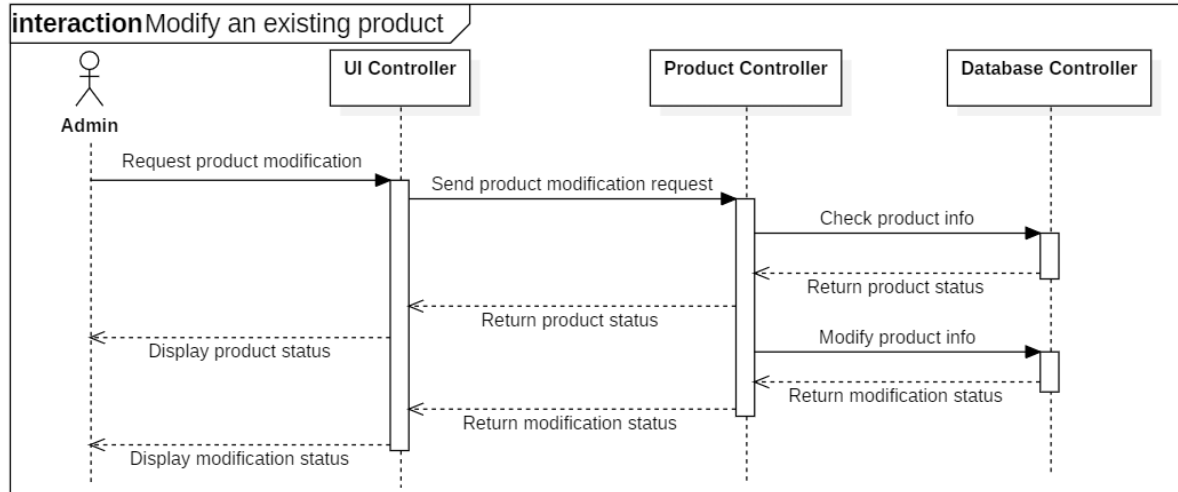 interaction Modify an existing product
UI Controller
Product Controller
Database Controller
Admin
Request product modification
Send product modification request
Check product info
Return product status
Return product status
Display product status
Modify product info
Return modification status
Return modification status
Display modification status